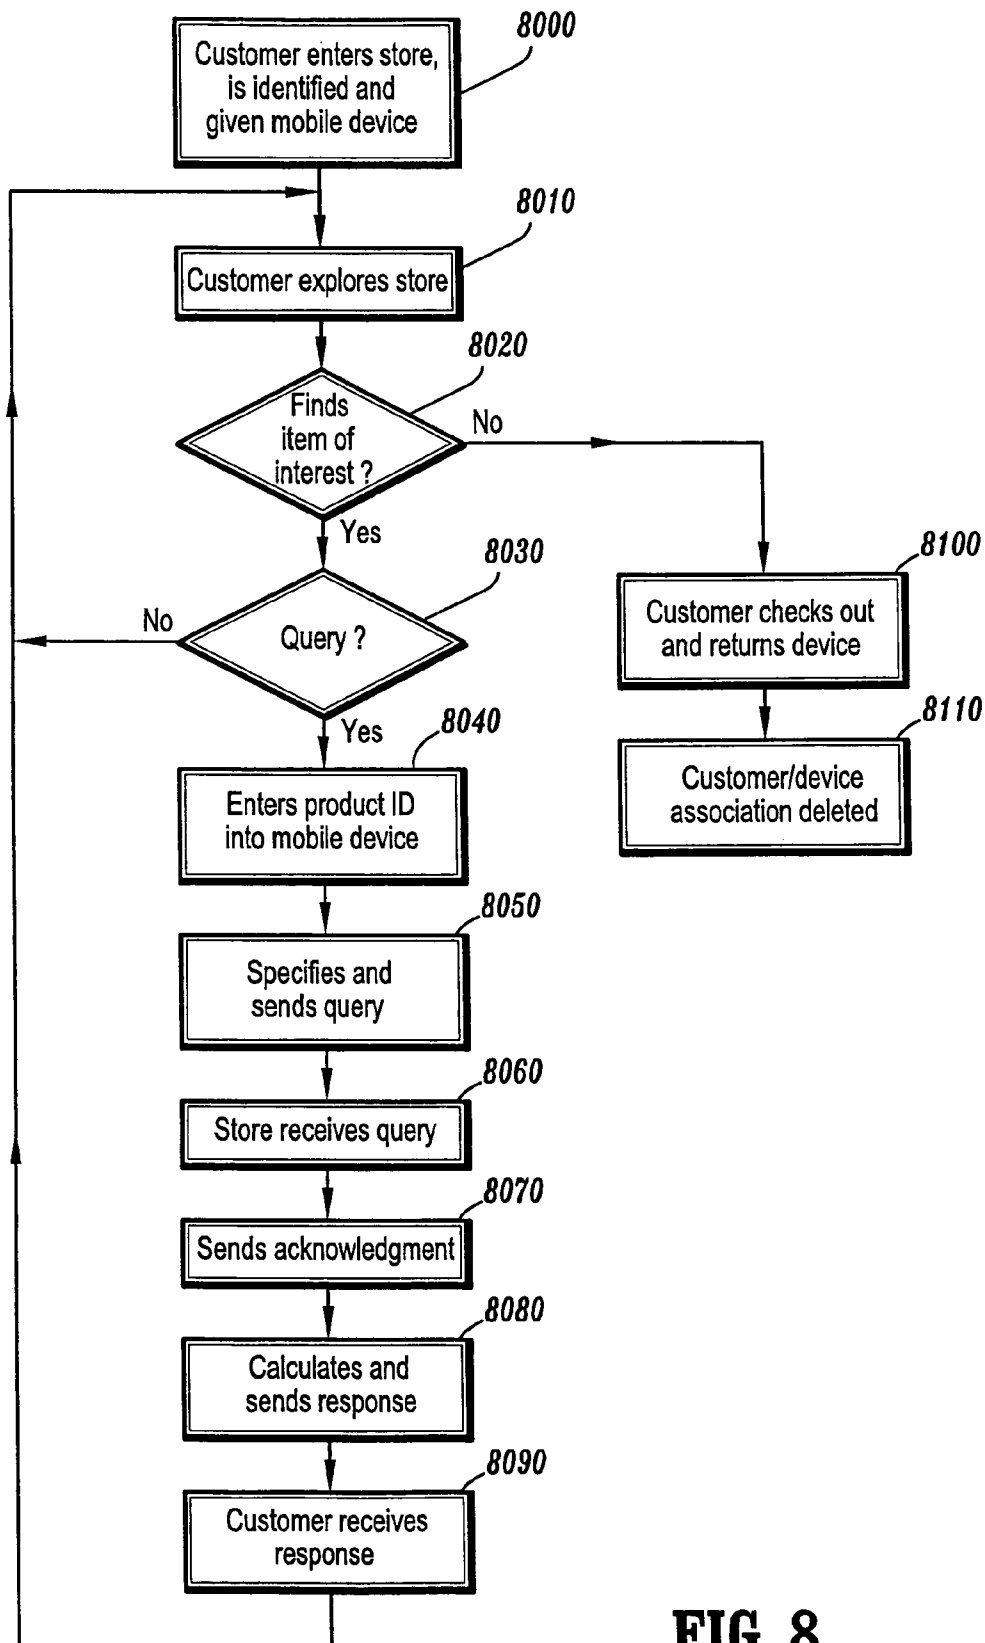 8000
Customer enters store,
is identified and
given mobile device
8010
Customer explores store
8020
Finds
item of
interest ?
No
Yes
8030
Query ?
No
Yes
8100
Customer checks out
and returns device
8110
Customer/device
association deleted
8040
Enters product ID
into mobile device
8050
Specifies and
sends query
8060
Store receives query
8070
Sends acknowledgment
8080
Calculates and
sends response
8090
Customer receives
response
FIG. 8